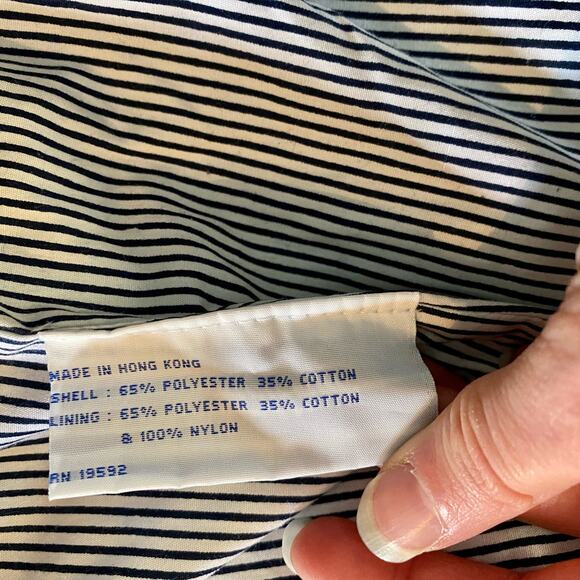 MADE IN HONG KONG
SHELL : 65% POLYESTER 35% COTTON
LINING : 65% POLYESTER 35% COTTON
& 100% NYLON
RN 19592